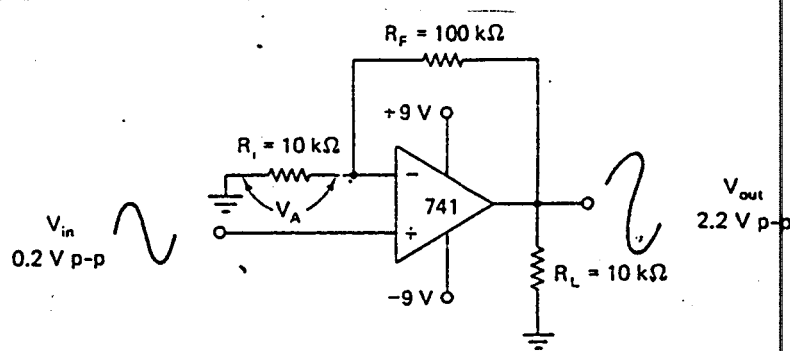 R_F = 100 kΩ
+9 V
R_I = 10 kΩ
−
V_A
741
÷
V_in
0.2 V p-p
V_out
2.2 V p-p
−9 V
R_L = 10 kΩ